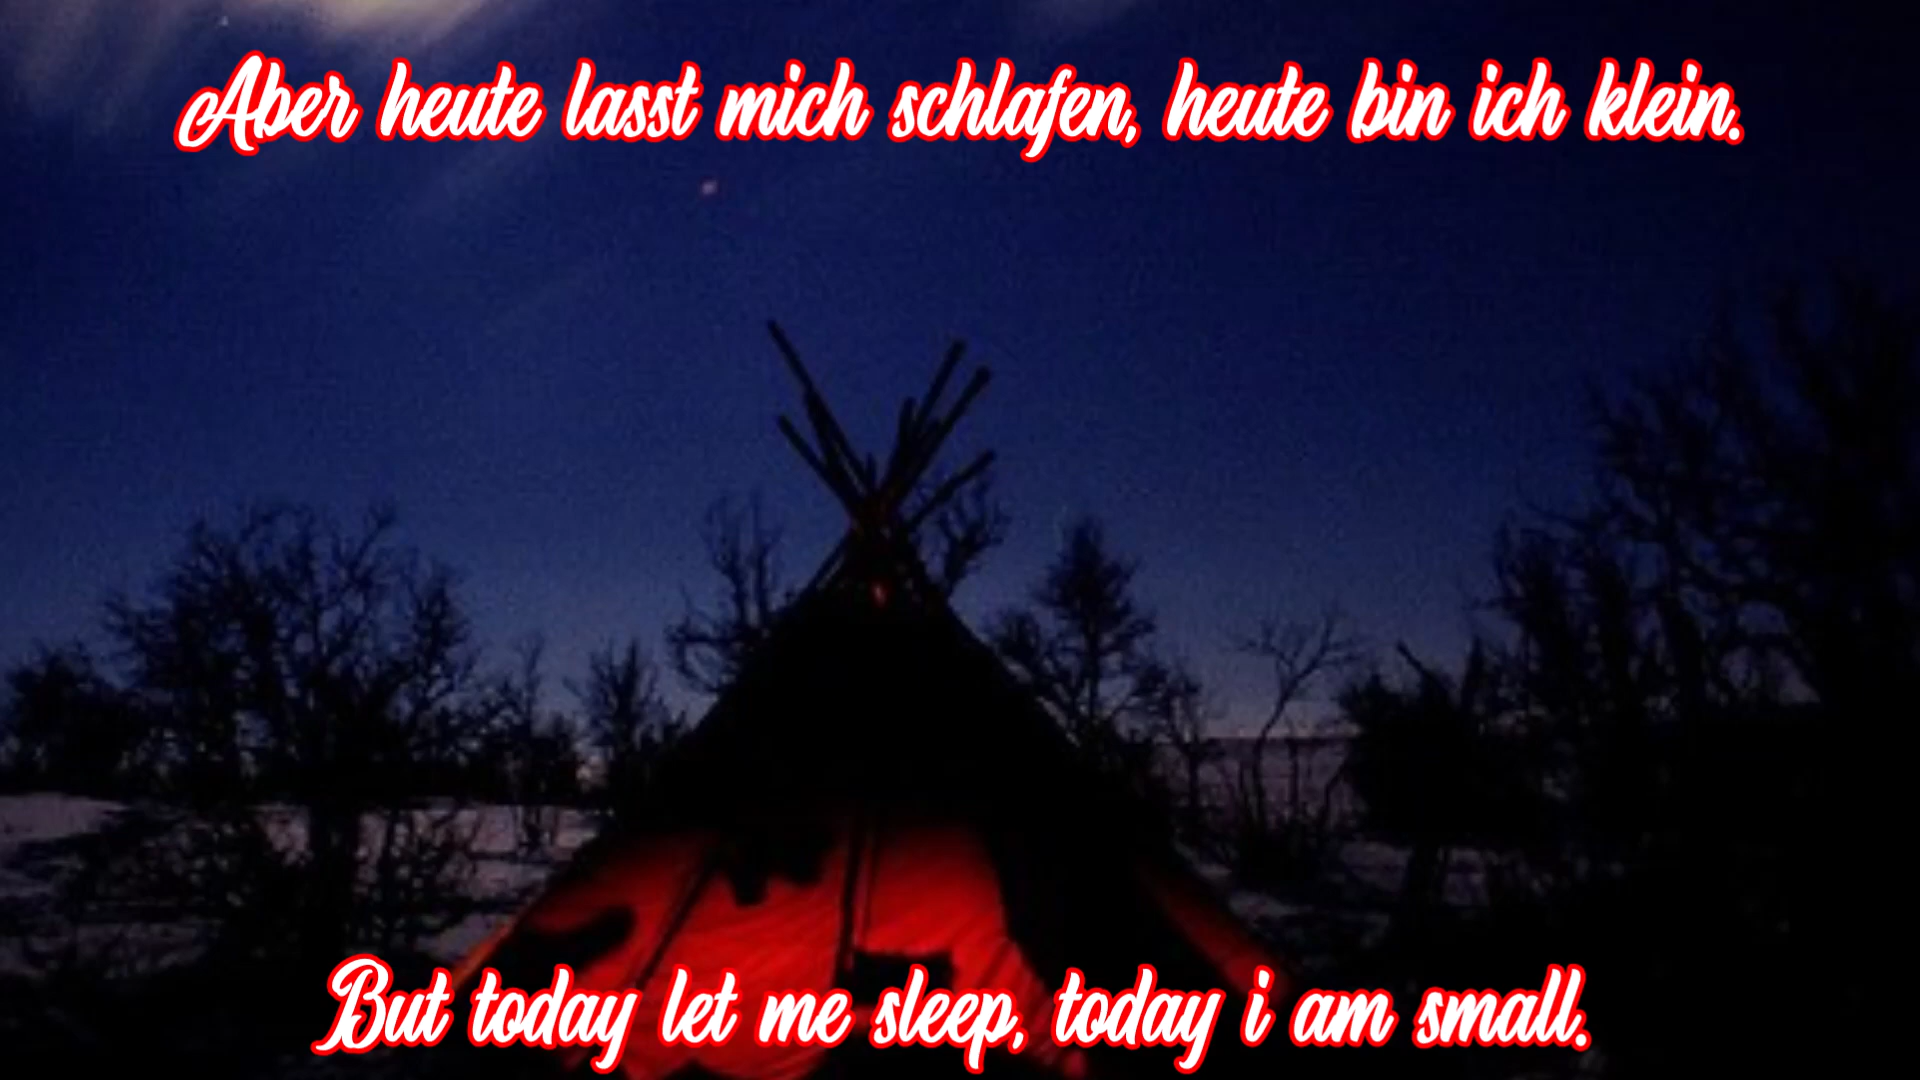 Aber heute lasst mich schlafen, heute bin ich klein.
But today let me sleep, today i am small.